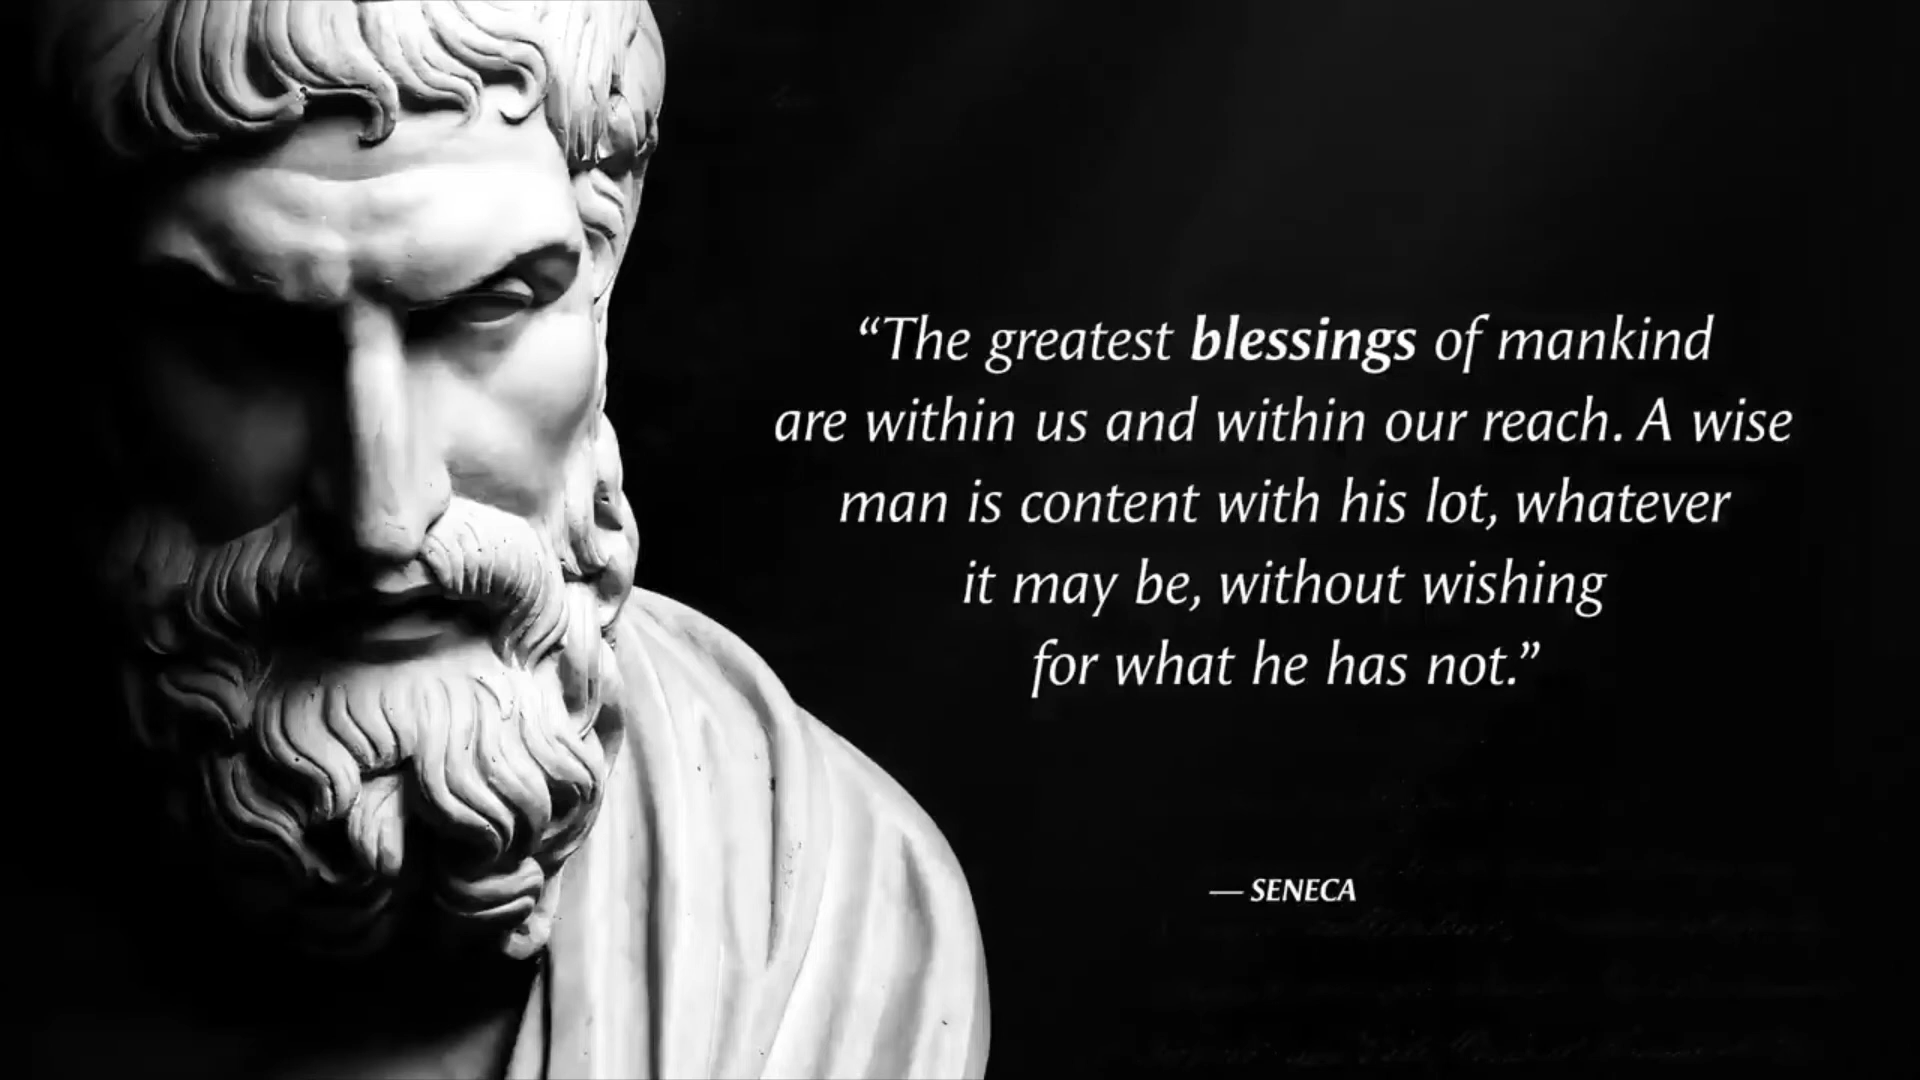 “The greatest blessings of mankind
are within us and within our reach. A wise
man is content with his lot, whatever
it may be, without wishing
for what he has not.”
— SENECA